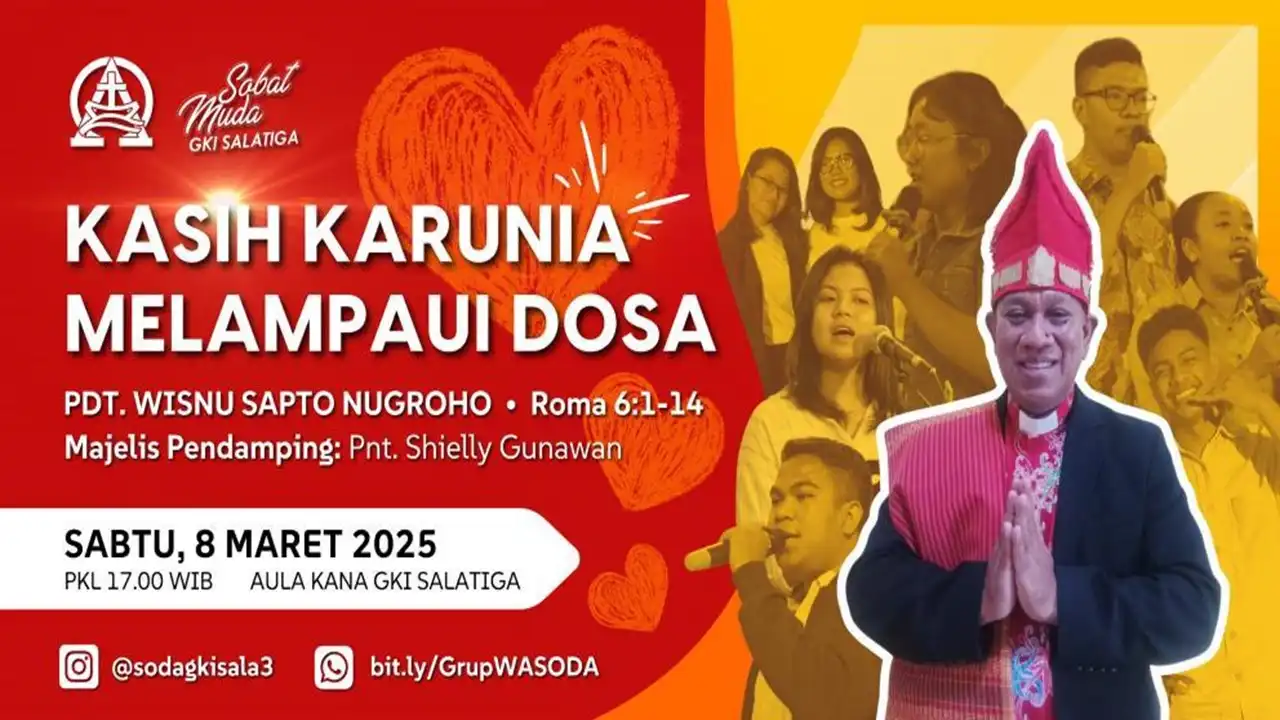 Sobat
Muda
GKI SALATIGA
KASIH KARUNIA
MELAMPAUI DOSA
PDT. WISNU SAPTO NUGROHO • Roma 6:1-14
Majelis Pendamping: Pnt. Shielly Gunawan
SABTU, 8 MARET 2025
PKL 17.00 WIB AULA KANA GKI SALATIGA
@sodagkisala3 bit.ly/GrupWASODA